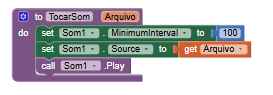 to TocarSom Arquivo
do set Som1 . MinimumInterval to 100
set Som1 . Source to get Arquivo
call Som1 .Play